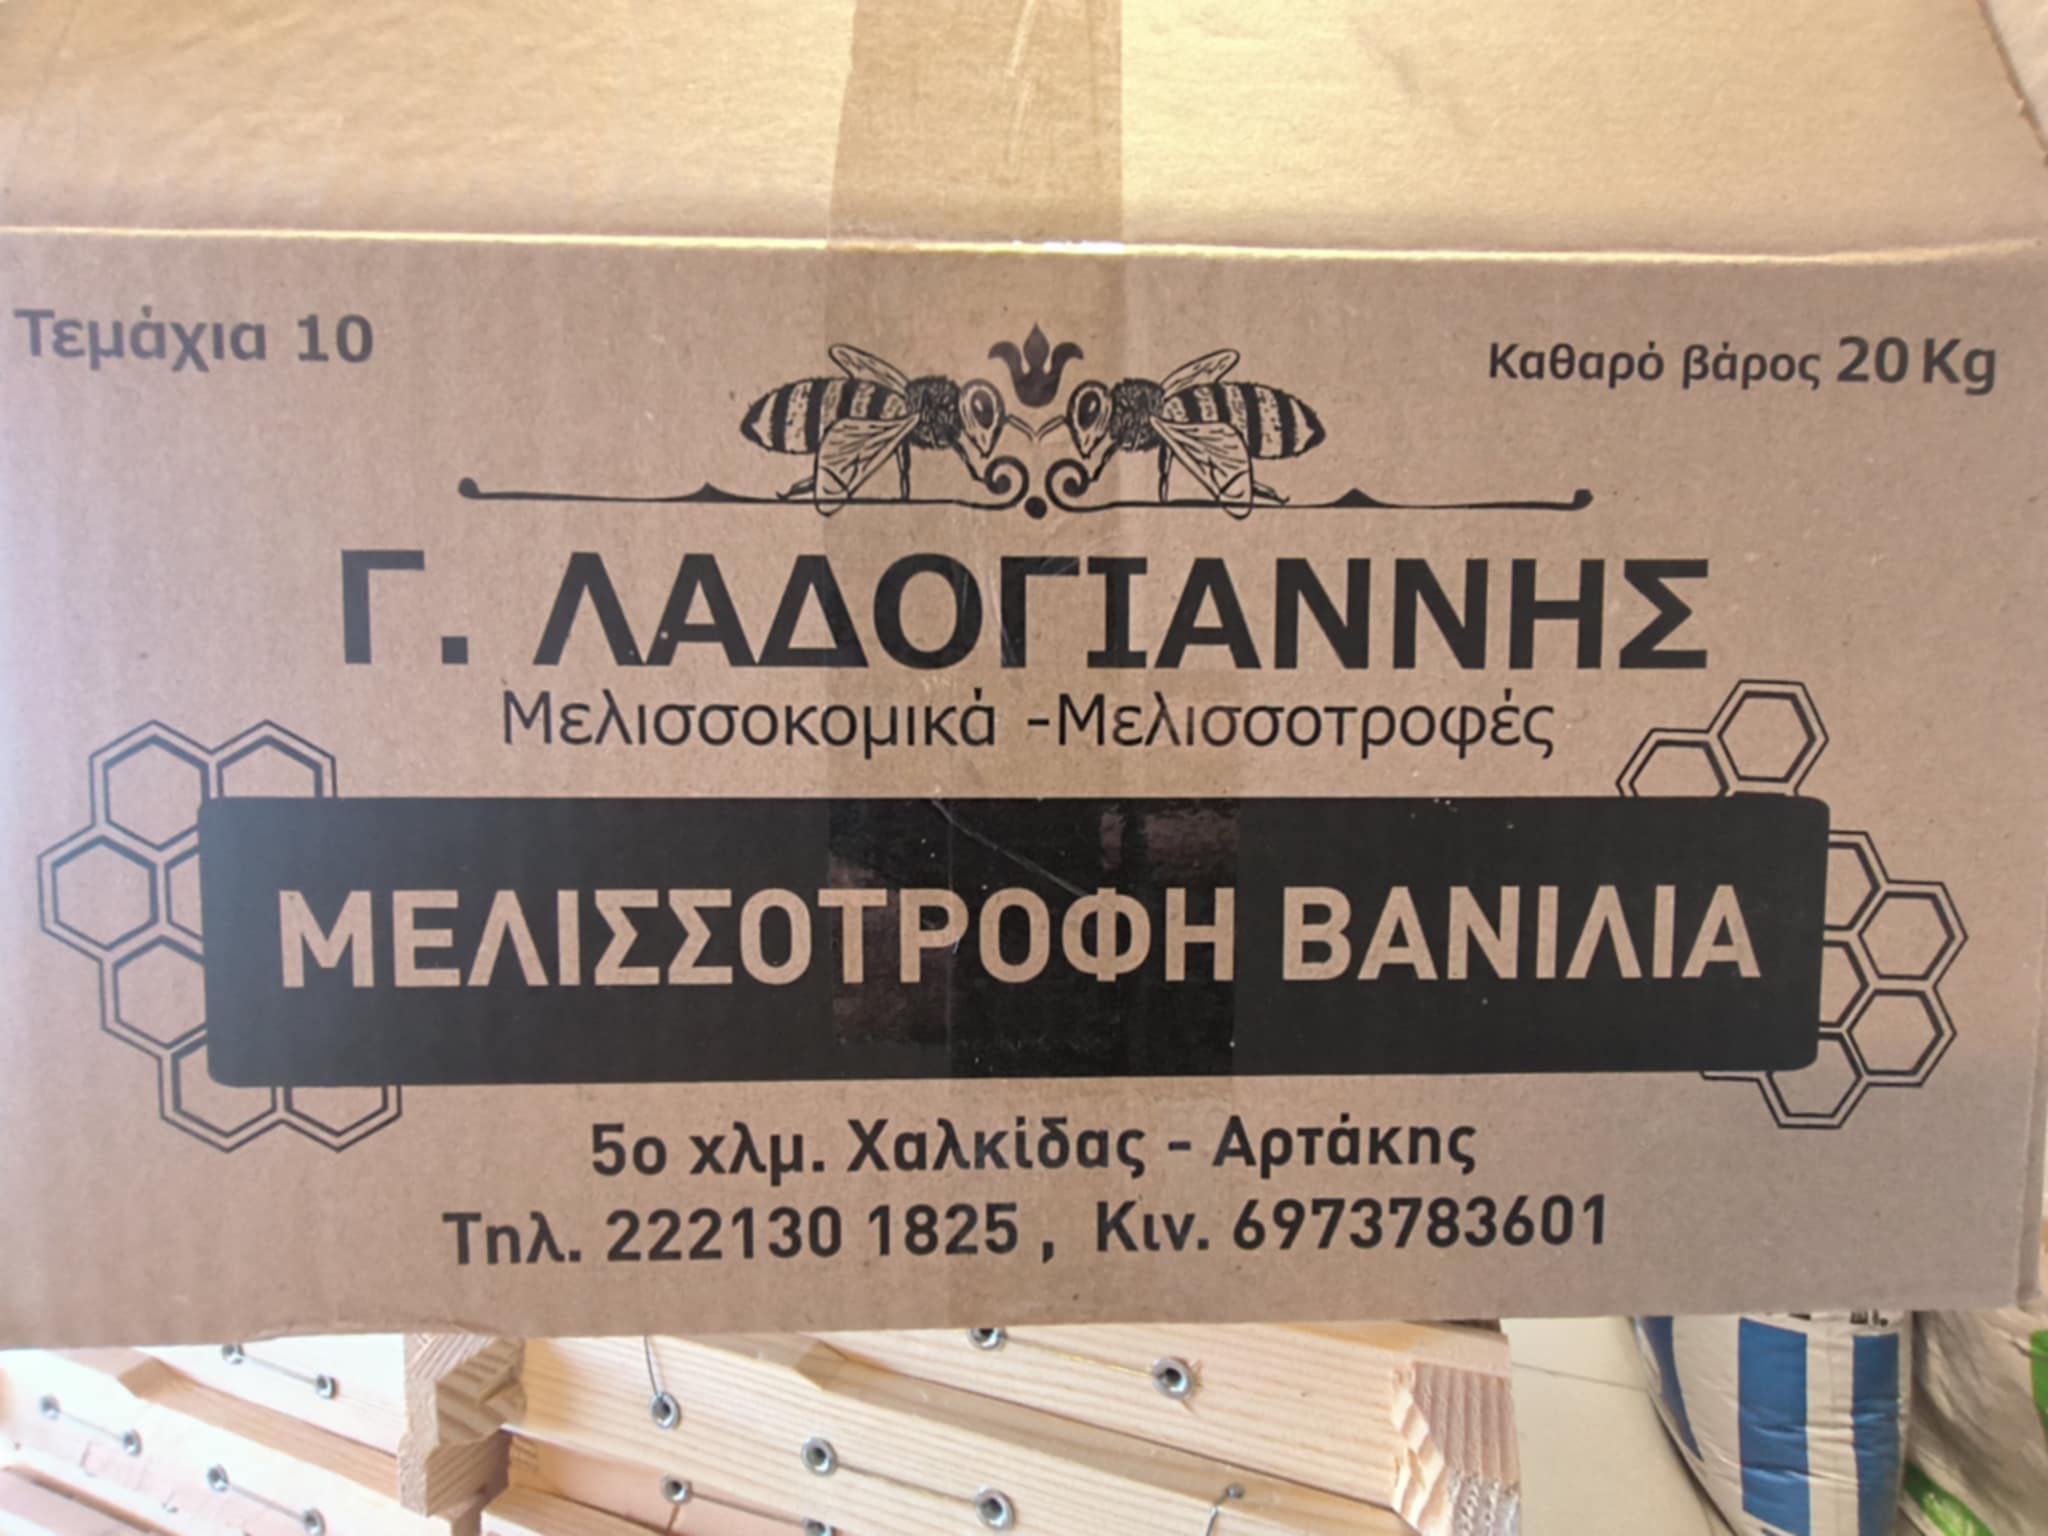 Τεμάχια 10
Καθαρό βάρος 20 Kg
Γ. ΛΑΔΟΓΙΑΝΝΗΣ
Μελισσοκομικά -Μελισσοτροφές
ΜΕΛΙΣΣΟΤΡΟΦΗ ΒΑΝΙΛΙΑ
5ο χλμ. Χαλκίδας - Αρτάκης
Τηλ. 222130 1825 , Κιν. 6973783601